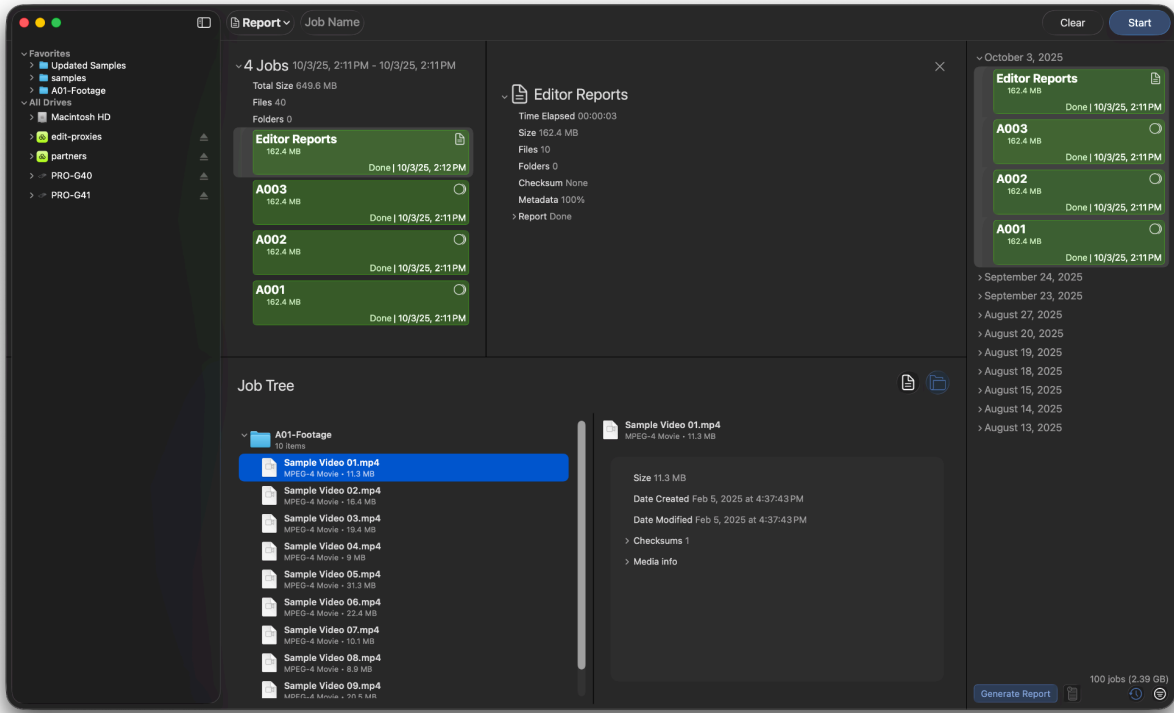 Report
Job Name
Clear
Start
Favorites
Updated Samples
samples
A01-Footage
All Drives
Macintosh HD
edit-proxies
partners
PRO-G40
PRO-G41
4 Jobs 10/3/25, 2:11 PM - 10/3/25, 2:11 PM
Total Size 649.6 MB
Files 40
Folders 0
Editor Reports
162.4 MB
Done | 10/3/25, 2:12 PM
A003
162.4 MB
Done | 10/3/25, 2:11 PM
A002
162.4 MB
Done | 10/3/25, 2:11 PM
A001
162.4 MB
Done | 10/3/25, 2:11 PM
Editor Reports
Time Elapsed 00:00:03
Size 162.4 MB
Files 10
Folders 0
Checksum None
Metadata 100%
Report Done
October 3, 2025
Editor Reports
162.4 MB
Done | 10/3/25, 2:11 PM
A003
162.4 MB
Done | 10/3/25, 2:11 PM
A002
162.4 MB
Done | 10/3/25, 2:11 PM
A001
162.4 MB
Done | 10/3/25, 2:11 PM
September 24, 2025
September 23, 2025
August 27, 2025
August 20, 2025
August 19, 2025
August 18, 2025
August 15, 2025
August 14, 2025
August 13, 2025
Job Tree
A01-Footage
10 items
Sample Video 01.mp4
MPEG-4 Movie • 11.3 MB
Sample Video 02.mp4
MPEG-4 Movie • 16.4 MB
Sample Video 03.mp4
MPEG-4 Movie • 19.4 MB
Sample Video 04.mp4
MPEG-4 Movie • 9 MB
Sample Video 05.mp4
MPEG-4 Movie • 31.3 MB
Sample Video 06.mp4
MPEG-4 Movie • 22.4 MB
Sample Video 07.mp4
MPEG-4 Movie • 10.1 MB
Sample Video 08.mp4
MPEG-4 Movie • 8.9 MB
Sample Video 09.mp4
MPEG-4 Movie • 20.5 MB
Sample Video 01.mp4
MPEG-4 Movie • 11.3 MB
Size 11.3 MB
Date Created Feb 5, 2025 at 4:37:43 PM
Date Modified Feb 5, 2025 at 4:37:43 PM
Checksums 1
Media info
100 jobs (2.39 GB)
Generate Report